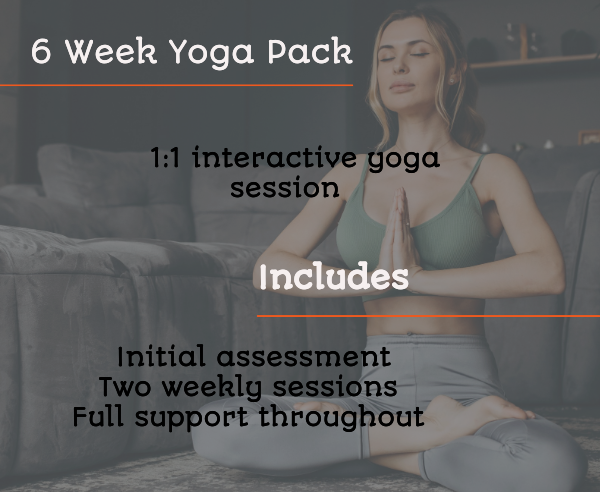 6 Week Yoga Pack
1:1 interactive yoga
session
Includes
Initial assessment
Two weekly sessions
Full support throughout